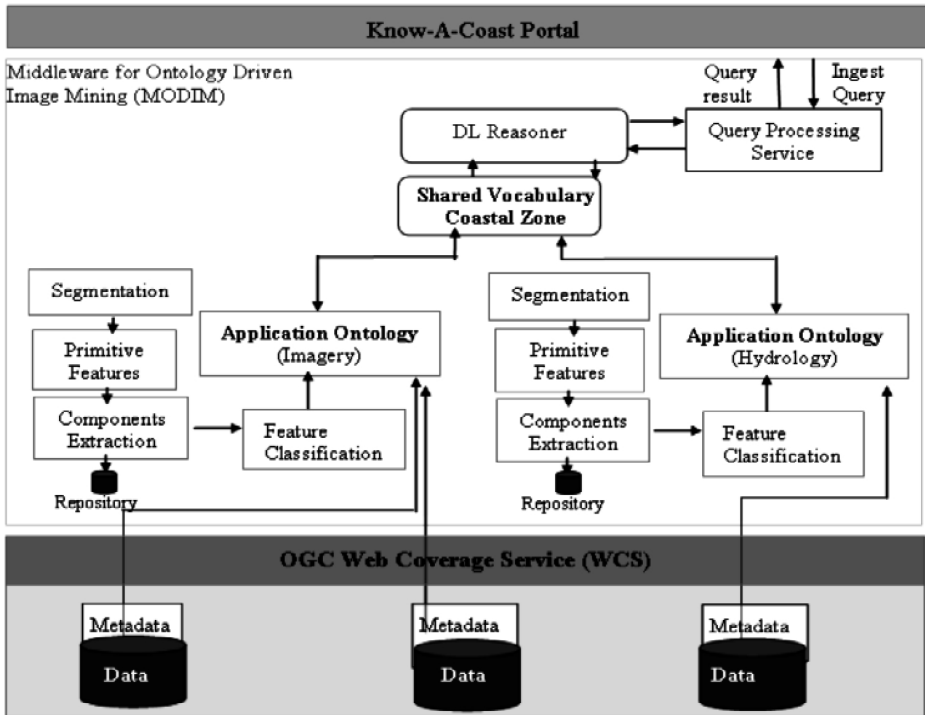 Know-A-Coast Portal
Middleware for Ontology Driven
Image Mining (MODIM)
Query
result
Ingest
Query
DL Reasoner
Query Processing
Service
Shared Vocabulary
Coastal Zone
Segmentation
Primitive
Features
Components
Extraction
Repository
Application Ontology
(Imagery)
Feature
Classification
Segmentation
Primitive
Features
Components
Extraction
Repository
Application Ontology
(Hydrology)
Feature
Classification
OGC Web Coverage Service (WCS)
Metadata
Data
Metadata
Data
Metadata
Data